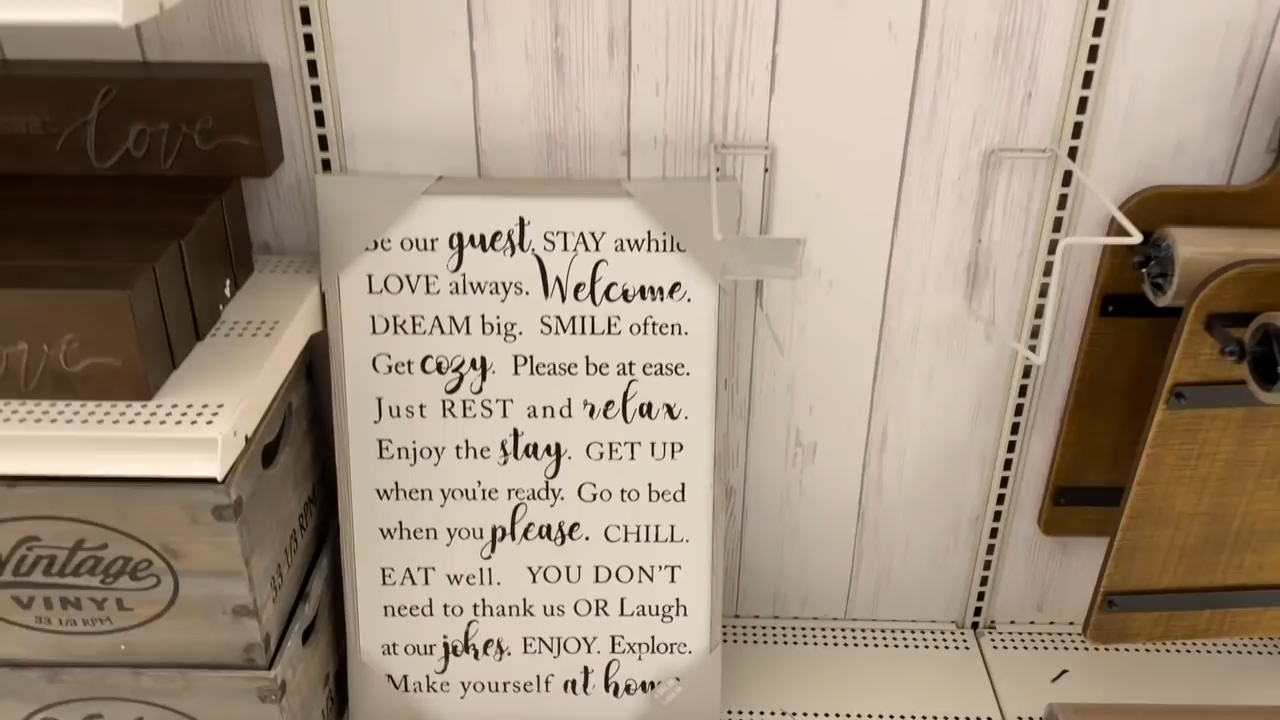 love
be our guest. STAY awhile
LOVE always. Welcome.
DREAM big. SMILE often.
Get cozy. Please be at ease.
Just REST and relax.
Enjoy the stay. GET UP
when you're ready. Go to bed
when you please. CHILL.
EAT well. YOU DON'T
need to thank us OR Laugh
at our jokes. ENJOY. Explore.
Make yourself at home
Vintage
VINYL
33 1/3 RPM
33 1/3 RPM